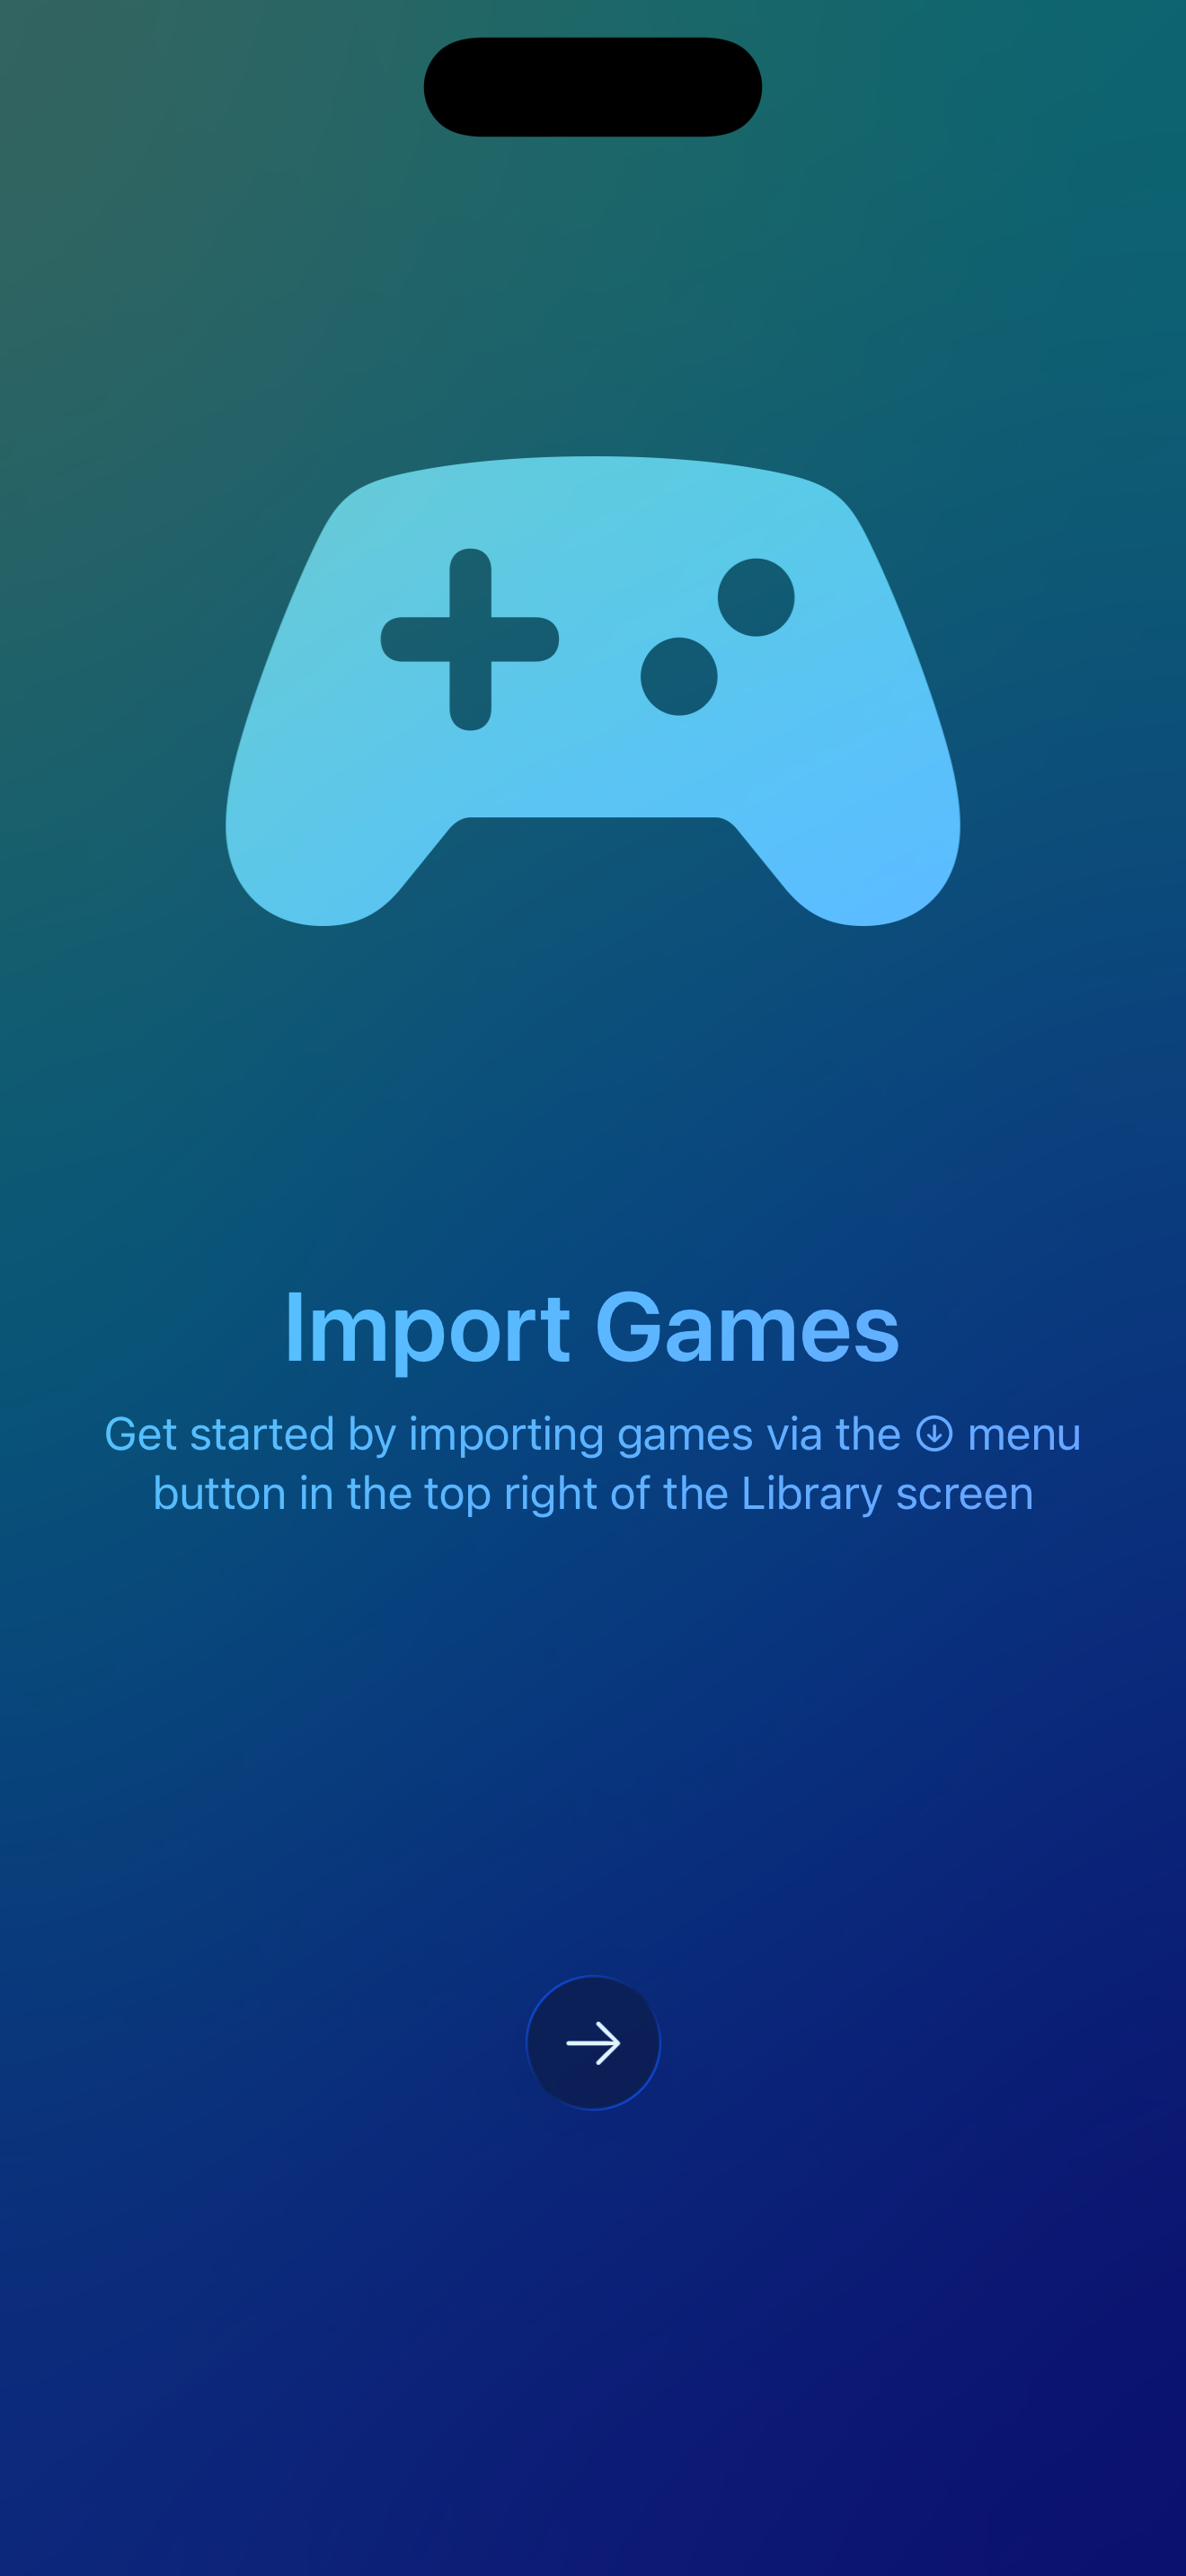 Import Games
Get started by importing games via the menu
button in the top right of the Library screen